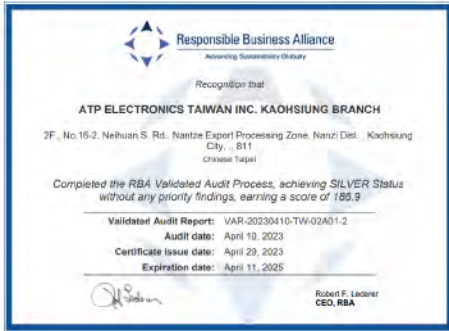 Responsible Business Alliance
Advancing Sustainability Globally
Recognition that
ATP ELECTRONICS TAIWAN INC. KAOHSIUNG BRANCH
2F., No.16-2, Neihuan S. Rd., Nantze Export Processing Zone, Nanzi Dist. , Kaohsiung
City, ., 811
Chinese Taipei
Completed the RBA Validated Audit Process, achieving SILVER Status
without any priority findings, earning a score of 166.9
Validated Audit Report: VAR-20230410-TW-02A01-2
Audit date: April 10, 2023
Certificate issue date: April 29, 2023
Expiration date: April 11, 2025
Robert F. Lederer
CEO, RBA